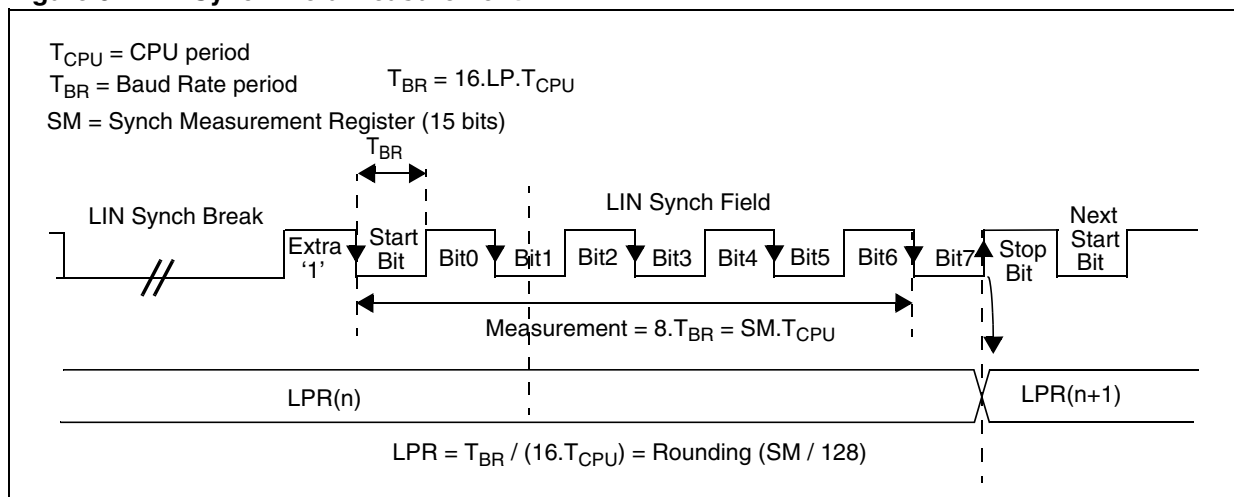 T_CPU = CPU period
T_BR = Baud Rate period T_BR = 16.LP.T_CPU
SM = Synch Measurement Register (15 bits)
T_BR
LIN Synch Break
LIN Synch Field
Extra
'1'
Start
Bit
Bit0
Bit1
Bit2
Bit3
Bit4
Bit5
Bit6
Bit7
Stop
Bit
Next
Start
Bit
Measurement = 8.T_BR = SM.T_CPU
LPR(n)
LPR(n+1)
LPR = T_BR / (16.T_CPU) = Rounding (SM / 128)